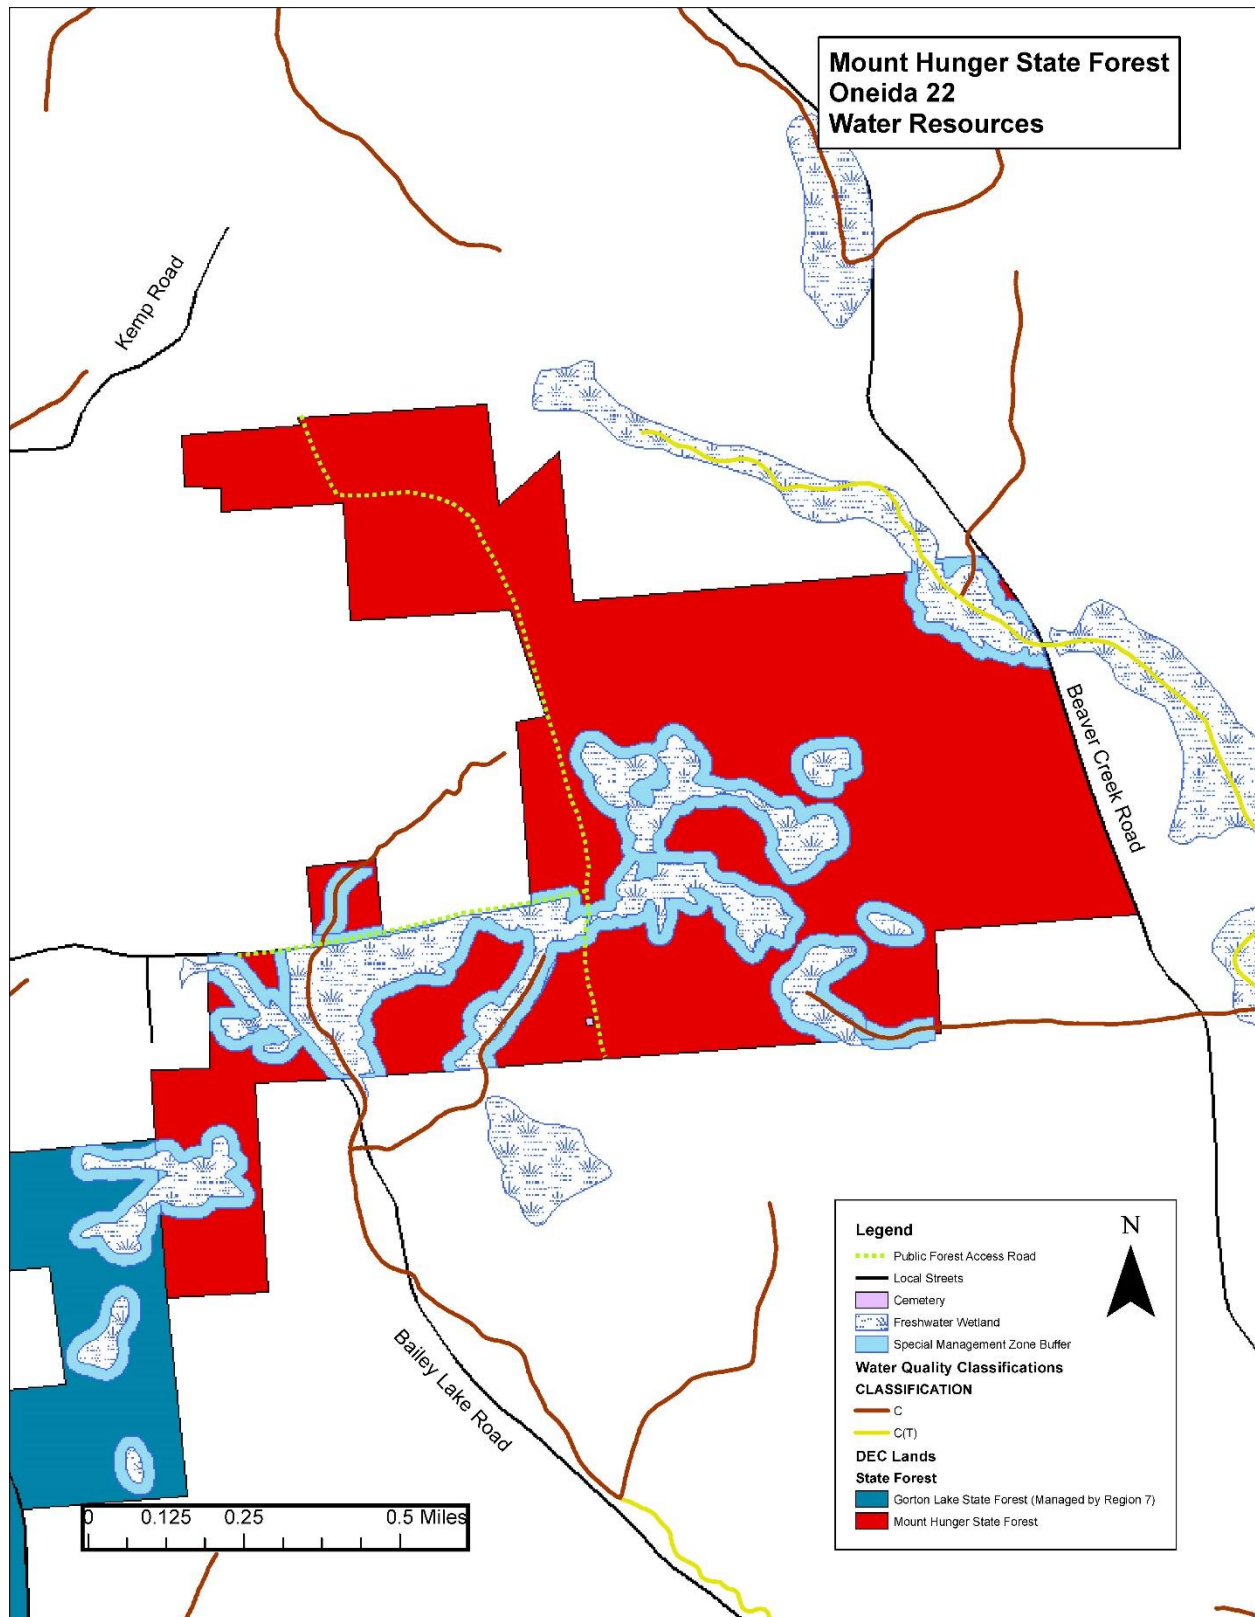 Mount Hunger State Forest
Oneida 22
Water Resources
Kemp Road
Beaver Creek Road
Bailey Lake Road
Legend
N
Public Forest Access Road
Local Streets
Cemetery
Freshwater Wetland
Special Management Zone Buffer
Water Quality Classifications
CLASSIFICATION
C
C(T)
DEC Lands
State Forest
Gorton Lake State Forest (Managed by Region 7)
Mount Hunger State Forest
0 0.125 0.25 0.5 Miles